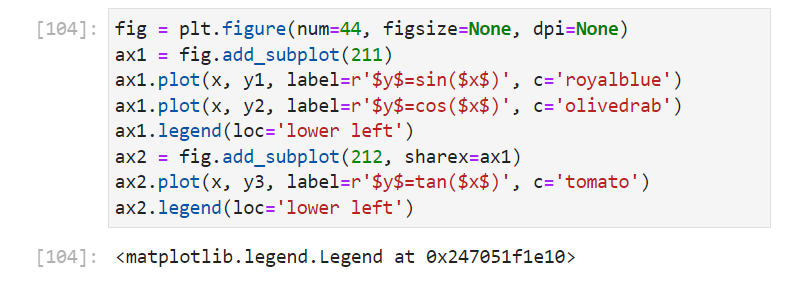 [104]: fig = plt.figure(num=44, figsize=None, dpi=None)
ax1 = fig.add_subplot(211)
ax1.plot(x, y1, label=r'$y$=sin($x$)', c='royalblue')
ax1.plot(x, y2, label=r'$y$=cos($x$)', c='olivedrab')
ax1.legend(loc='lower left')
ax2 = fig.add_subplot(212, sharex=ax1)
ax2.plot(x, y3, label=r'$y$=tan($x$)', c='tomato')
ax2.legend(loc='lower left')
[104]: <matplotlib.legend.Legend at 0x247051f1e10>